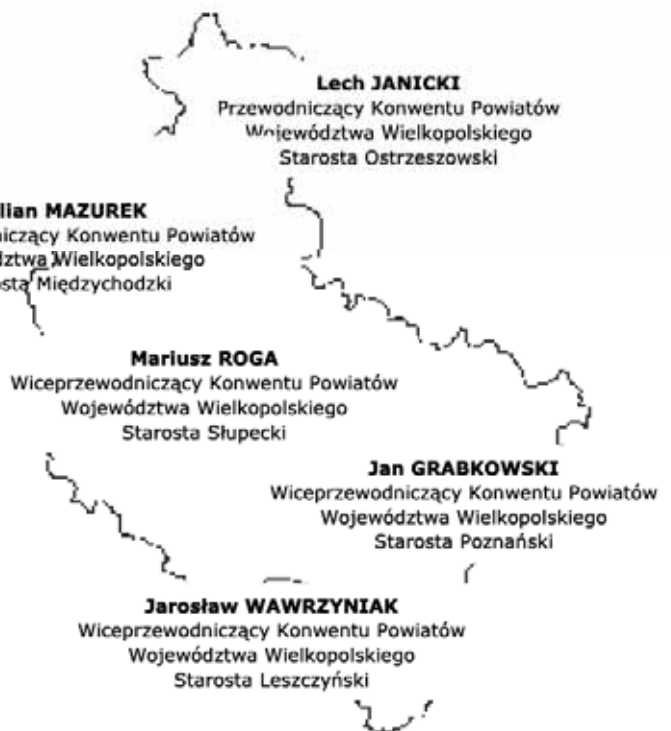 Lech JANICKI
Przewodniczący Konwentu Powiatów
Województwa Wielkopolskiego
Starosta Ostrzeszowski
lian MAZUREK
niczący Konwentu Powiatów
dztwa Wielkopolskiego
osta Międzychodzki
Mariusz ROGA
Wiceprzewodniczący Konwentu Powiatów
Województwa Wielkopolskiego
Starosta Słupecki
Jan GRABKOWSKI
Wiceprzewodniczący Konwentu Powiatów
Województwa Wielkopolskiego
Starosta Poznański
Jarosław WAWRZYNIAK
Wiceprzewodniczący Konwentu Powiatów
Województwa Wielkopolskiego
Starosta Leszczyński